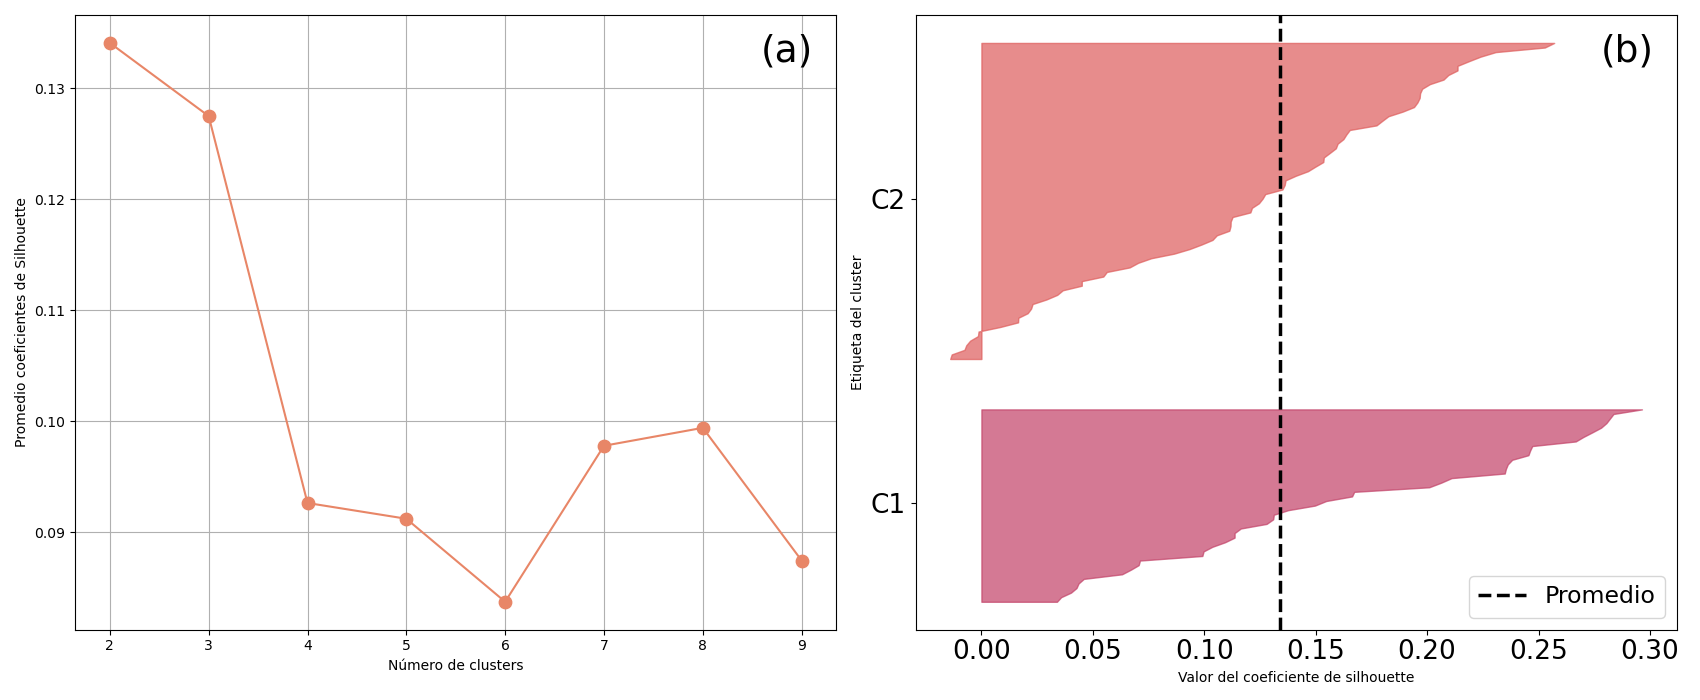 (a)
Promedio coeficientes de Silhouette
0.13
0.12
0.11
0.10
0.09
2 3 4 5 6 7 8 9
Número de clusters
(b)
Etiqueta del cluster
C2
C1
Promedio
0.00 0.05 0.10 0.15 0.20 0.25 0.30
Valor del coeficiente de silhouette